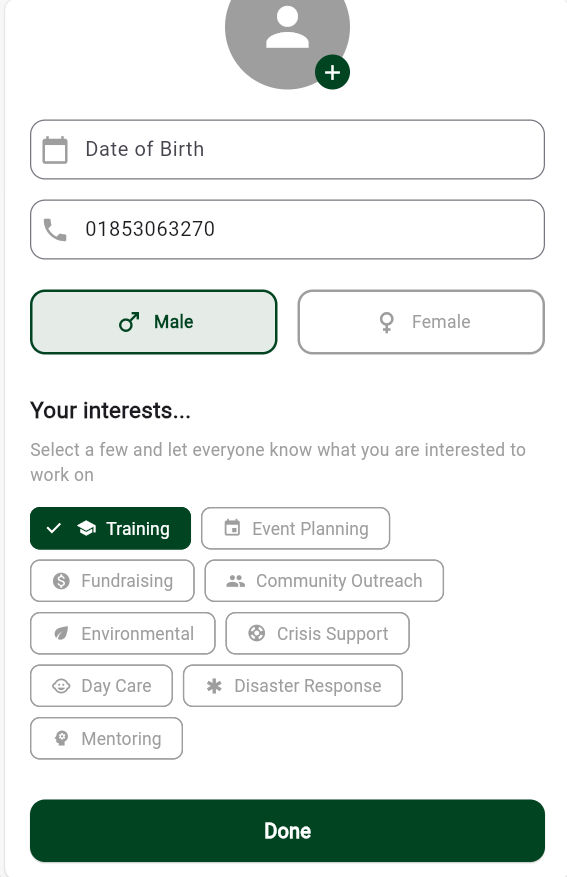 Date of Birth
01853063270
Male
Female
Your interests...
Select a few and let everyone know what you are interested to
work on
Training
Event Planning
Fundraising
Community Outreach
Environmental
Crisis Support
Day Care
Disaster Response
Mentoring
Done